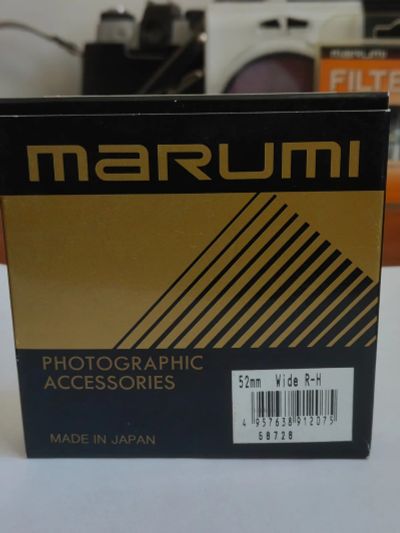 marumi
FILTE
marumi
PHOTOGRAPHIC
ACCESSORIES
MADE IN JAPAN
52mm Wide R-H
4 957638 912075
58728